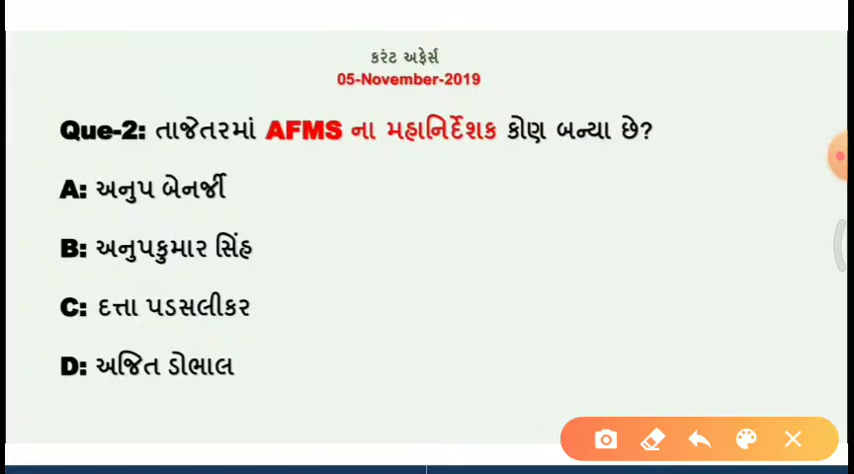 કરંટ અફેર્સ
05-November-2019
Que-2: તાજેતરમાં AFMS ના મહાનિર્દેશક કોણ બન્યા છે?
A: અનુપ બેનર્જી
B: અનુપકુમાર સિંહ
C: દત્તા પડસલીકર
D: અજિત ડોભાલ